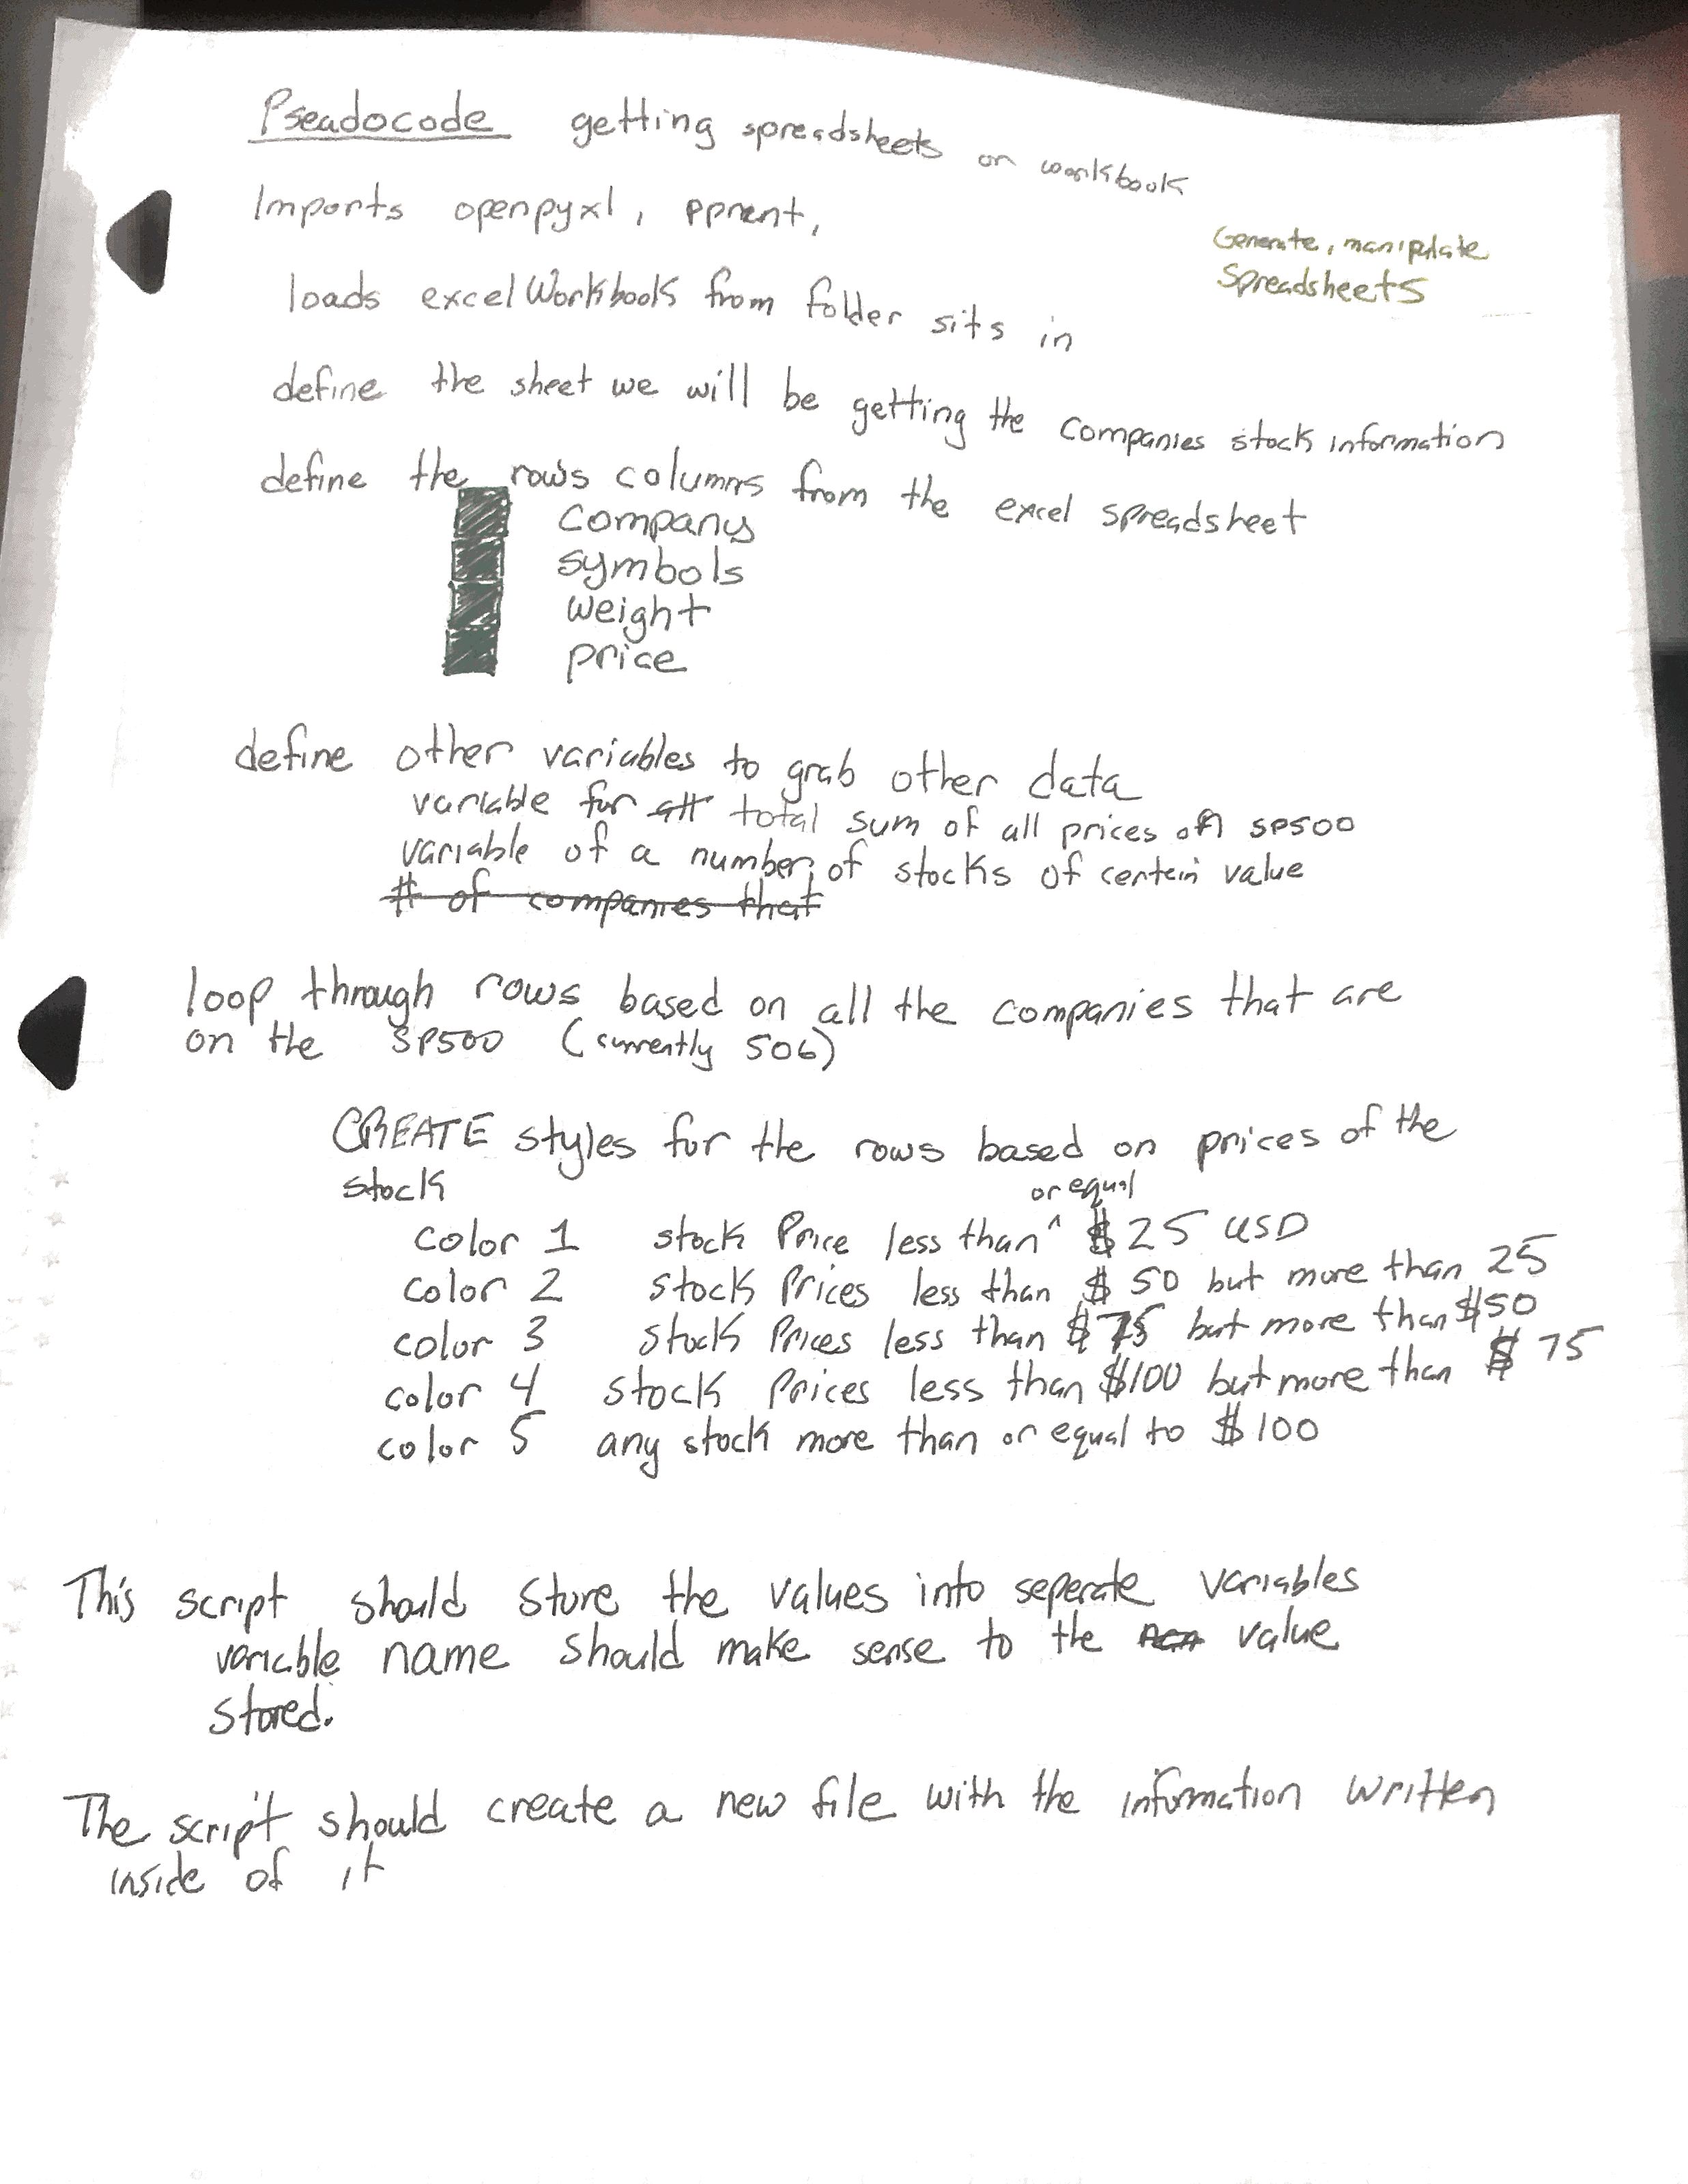 Pseadocode getting spreadsheets on workbook
Imports openpyxl, pprint,
Generate, manipulate
Spreadsheets
loads excel Workbook from folder sits in
define the sheet we will be getting the companies stock information
define the rows columns from the excel spreadsheet
Company
symbols
weight
price
define other variables to grab other data
variable for all total sum of all prices of SP500
variable of a number of stocks of certain value
# of companies that
loop through rows based on all the companies that are
on the SP500 (currently 506)
CREATE styles for the rows based on prices of the
stock
or equal
color 1 stock Price less than ^ $25 USD
color 2 stock Prices less than $50 but more than 25
color 3 stock Prices less than $75 but more than $50
color 4 stock Prices less than $100 but more than $75
color 5 any stock more than or equal to $100
This script should store the values into seperate variables
variable name should make sense to the value
stored.
The script should create a new file with the information written
inside of it